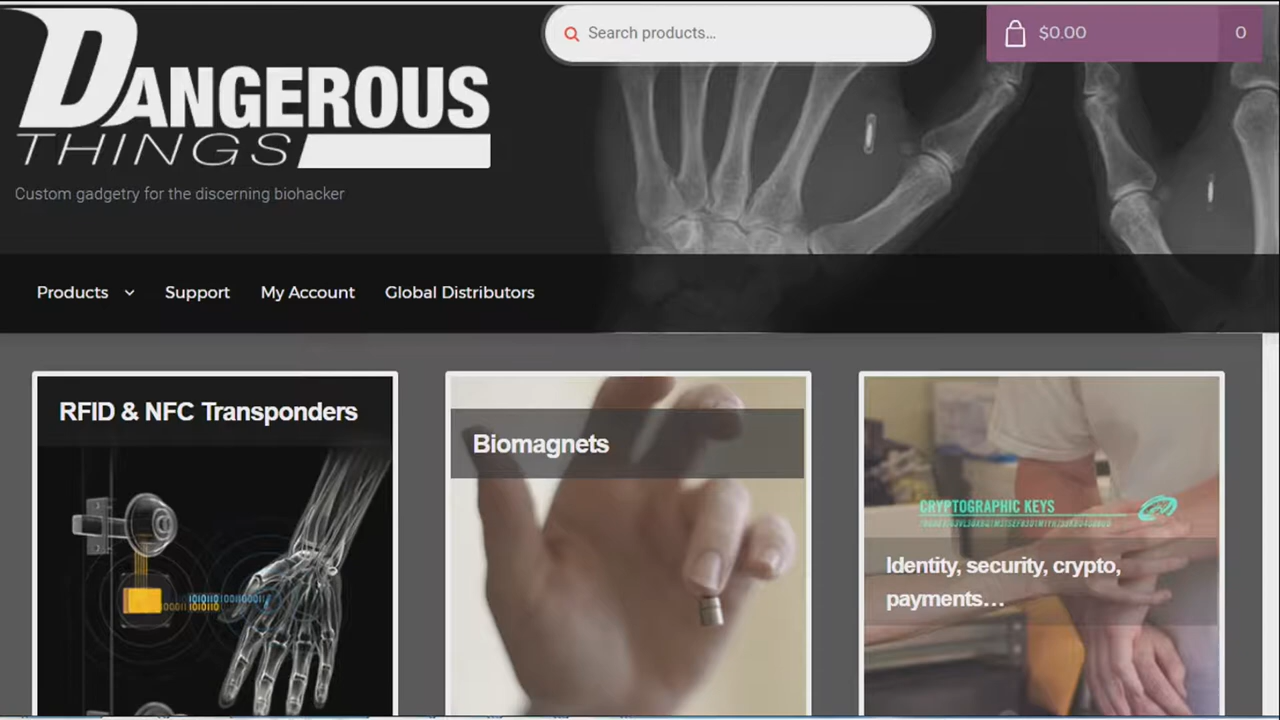 DANGEROUS
THINGS
Custom gadgetry for the discerning biohacker
Search products…
$0.00
0
Products
Support
My Account
Global Distributors
RFID & NFC Transponders
Biomagnets
CRYPTOGRAPHIC KEYS
Identity, security, crypto,
payments…